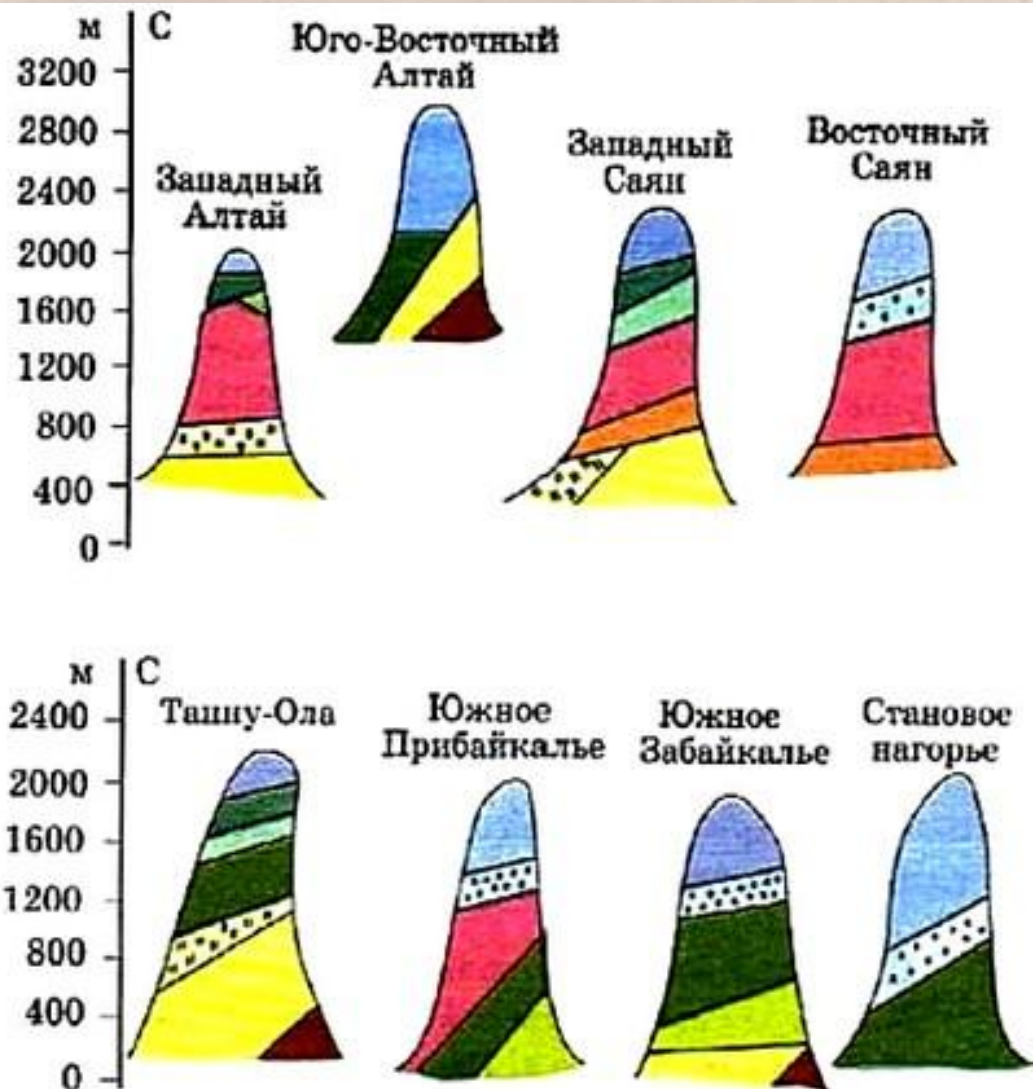 м
С
3200
2800
2400
2000
1600
1200
800
400
0
Западный
Алтай
Юго-Восточный
Алтай
Западный
Саян
Восточный
Саян
м
С
2400
2000
1600
1200
800
400
0
Танну-Ола
Южное
Прибайкалье
Южное
Забайкалье
Становое
нагорье